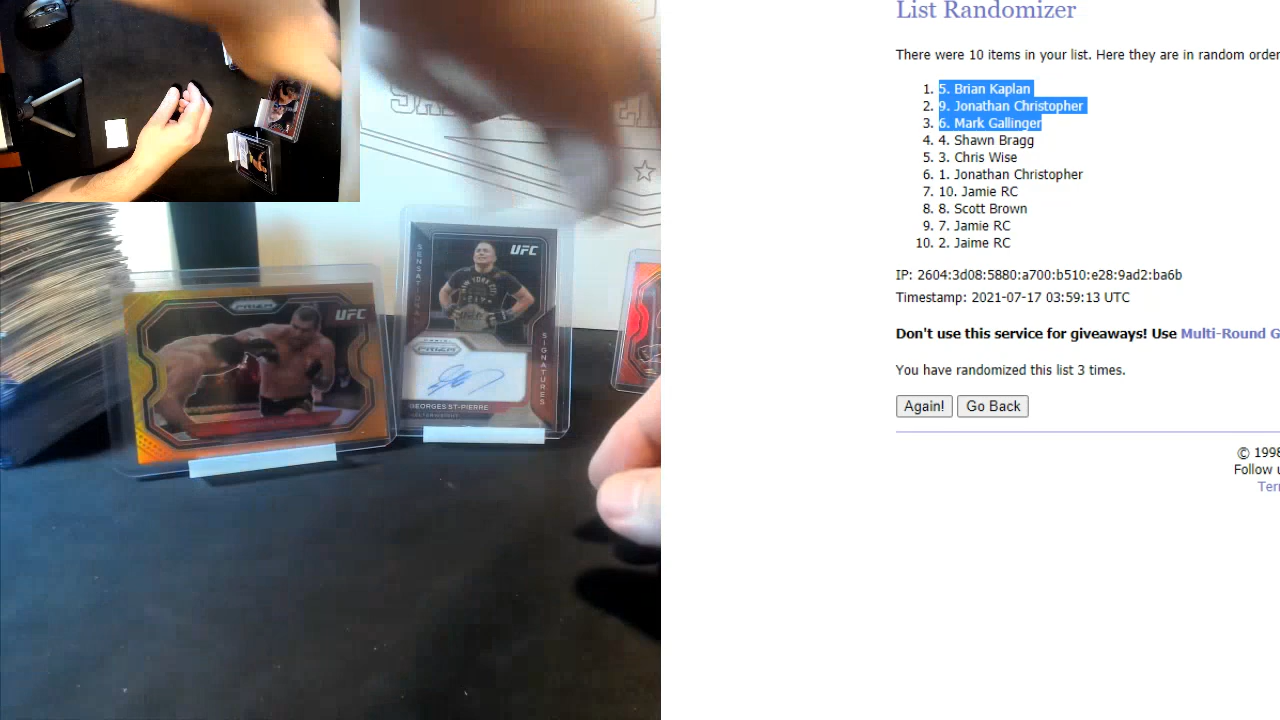 List Randomizer
There were 10 items in your list. Here they are in random order
1. 5. Brian Kaplan
2. 9. Jonathan Christopher
3. 6. Mark Gallinger
4. 4. Shawn Bragg
5. 3. Chris Wise
6. 1. Jonathan Christopher
7. 10. Jamie RC
8. 8. Scott Brown
9. 7. Jamie RC
10. 2. Jaime RC
IP: 2604:3d08:5880:a700:b510:e28:9ad2:ba6b
Timestamp: 2021-07-17 03:59:13 UTC
Don't use this service for giveaways! Use Multi-Round G
You have randomized this list 3 times.
Again! Go Back
© 1998
Follow u
Ter
PRIZM
UFC
UFC
SENSATIONAL
SIGNATURES
PRIZM
GEORGES ST-PIERRE
WELTERWEIGHT